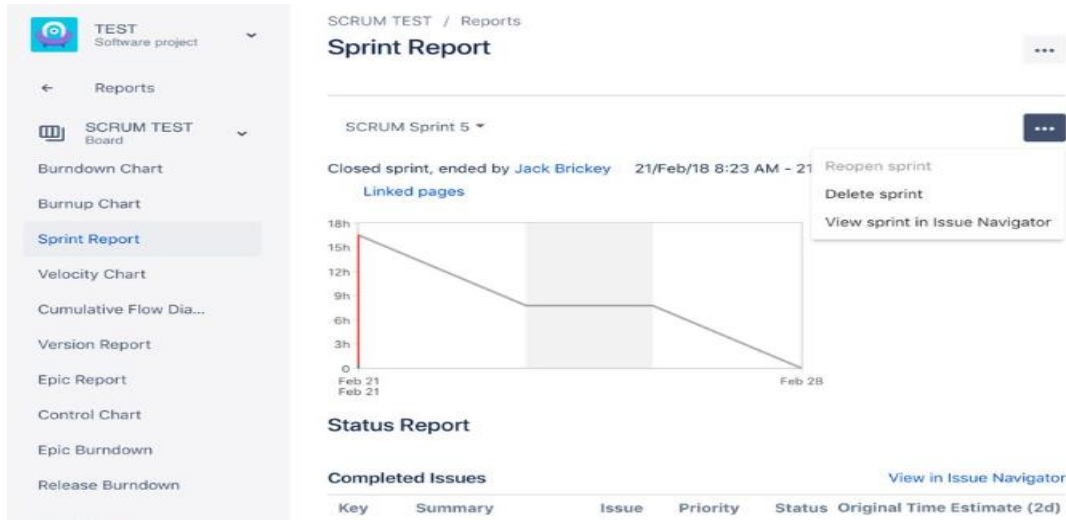 TEST
Software project
Reports
SCRUM TEST
Board
Burndown Chart
Burnup Chart
Sprint Report
Velocity Chart
Cumulative Flow Dia...
Version Report
Epic Report
Control Chart
Epic Burndown
Release Burndown
SCRUM TEST / Reports
Sprint Report
SCRUM Sprint 5
Closed sprint, ended by Jack Brickey 21/Feb/18 8:23 AM - 21
Linked pages
Reopen sprint
Delete sprint
View sprint in Issue Navigator
18h
15h
12h
9h
6h
3h
0
Feb 21
Feb 21
Feb 28
Status Report
Completed Issues View in Issue Navigator
Key Summary Issue Priority Status Original Time Estimate (2d)